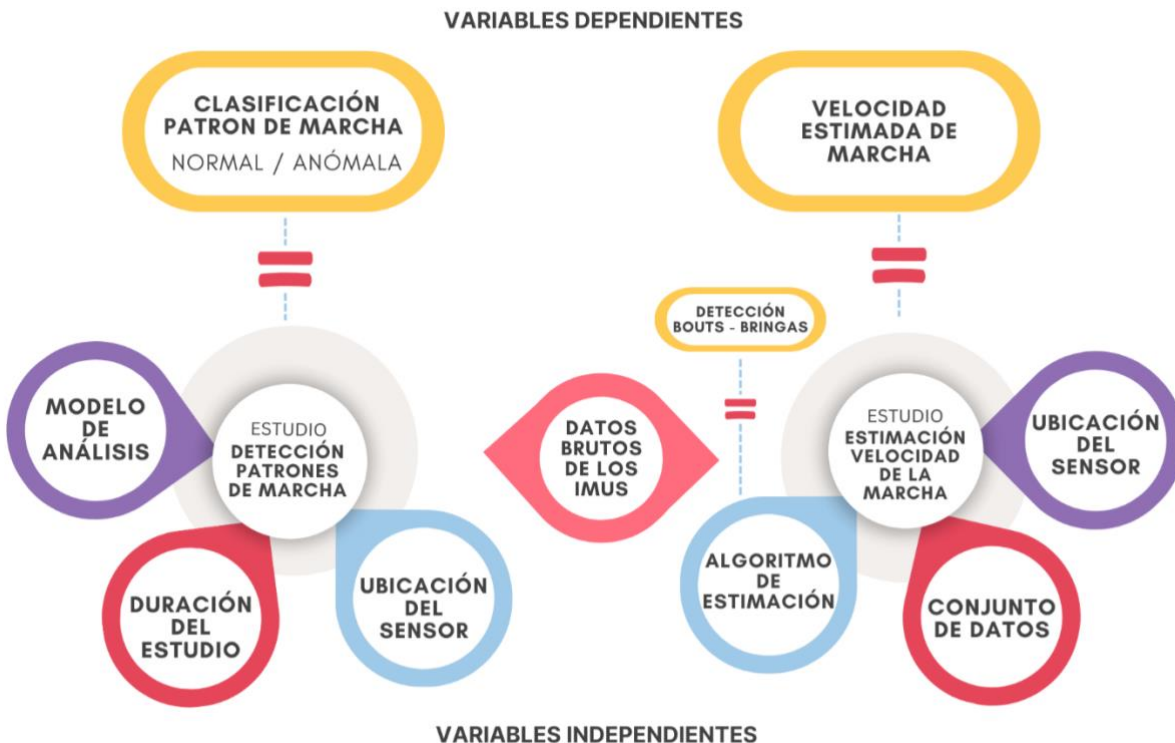 VARIABLES DEPENDIENTES
CLASIFICACIÓN
PATRON DE MARCHA
NORMAL / ANÓMALA
VELOCIDAD
ESTIMADA DE
MARCHA
DETECCIÓN
BOUTS - BRINGAS
MODELO
DE
ANÁLISIS
ESTUDIO
DETECCIÓN
PATRONES
DE MARCHA
DATOS
BRUTOS
DE LOS
IMUS
ESTUDIO
ESTIMACIÓN
VELOCIDAD
DE LA
MARCHA
UBICACIÓN
DEL
SENSOR
DURACIÓN
DEL
ESTUDIO
UBICACIÓN
DEL
SENSOR
ALGORITMO
DE
ESTIMACIÓN
CONJUNTO
DE DATOS
VARIABLES INDEPENDIENTES